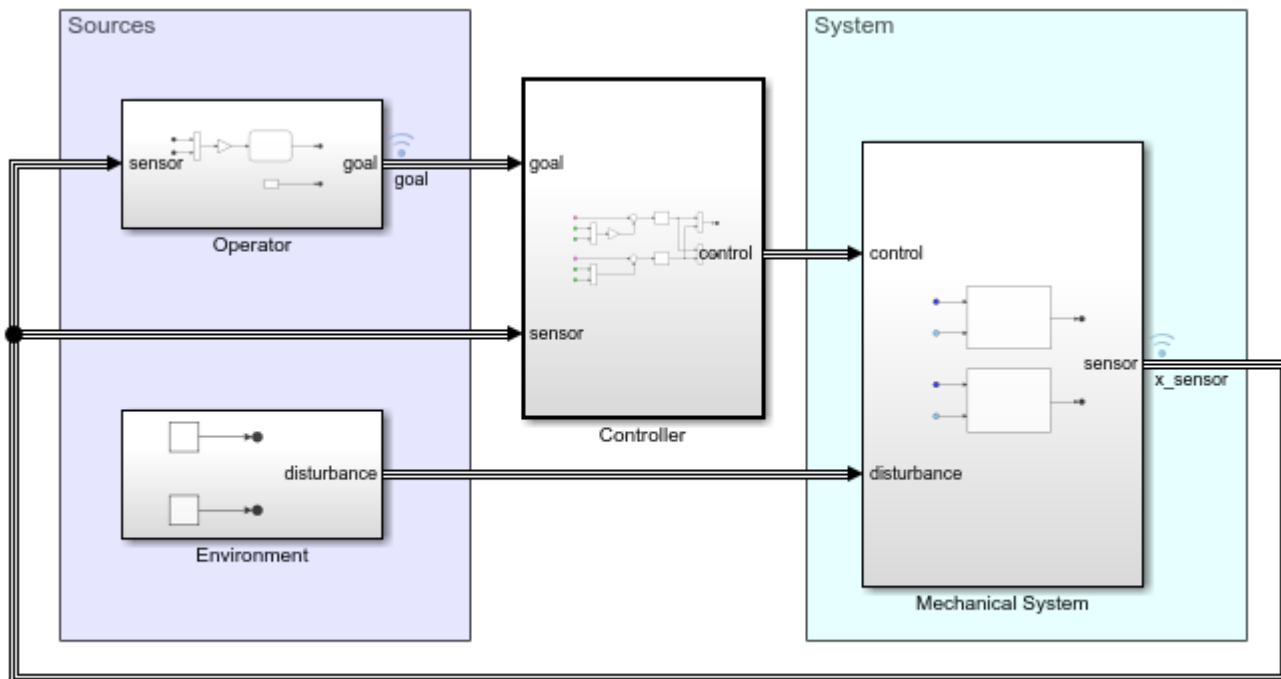 Sources
System
sensor
goal
goal
Operator
goal
control
sensor
Controller
control
sensor
x_sensor
disturbance
disturbance
Environment
Mechanical System